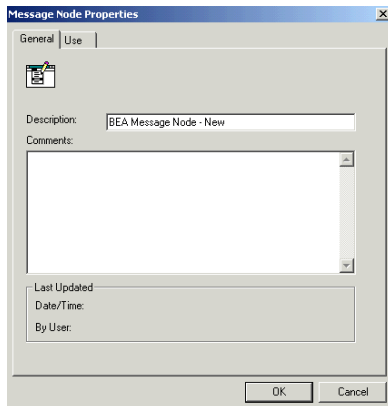 Message Node Properties
General Use
Description: BEA Message Node - New
Comments:
Last Updated
Date/Time:
By User:
OK Cancel